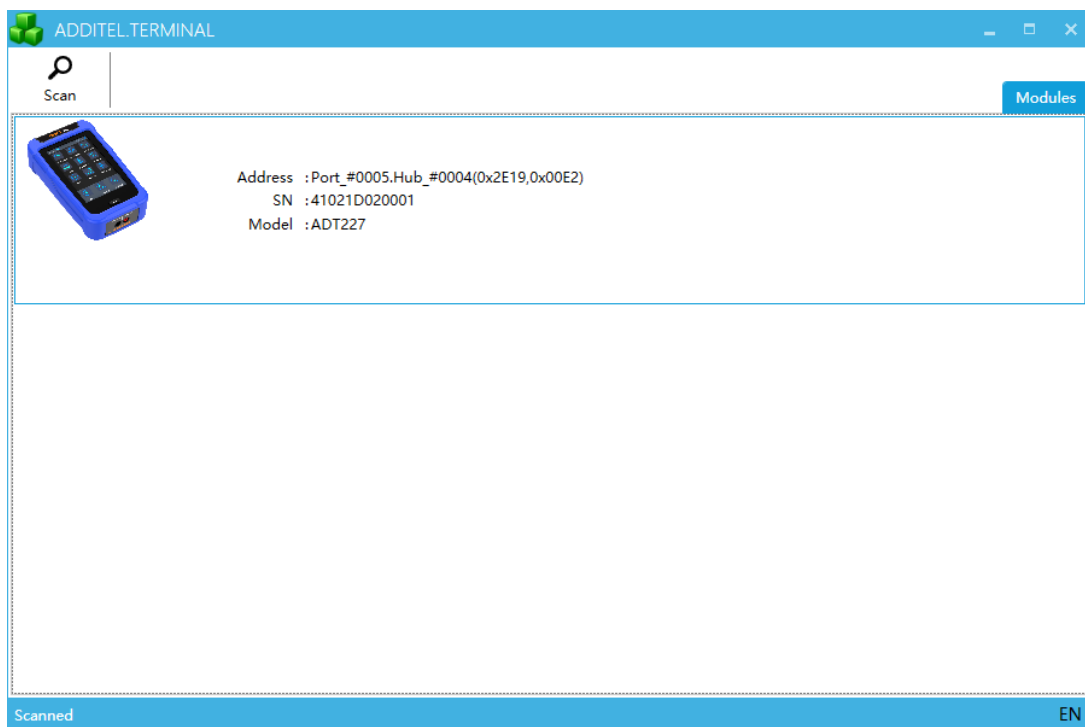 ADDITEL.TERMINAL
Scan
Modules
Address :Port_#0005.Hub_#0004(0x2E19,0x00E2)
SN :41021D020001
Model :ADT227
Scanned
EN